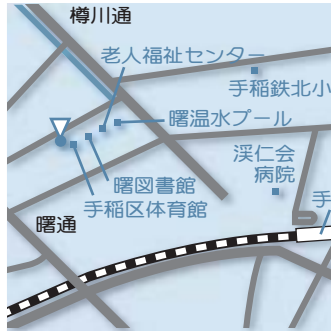 樽川通
老人福祉センター
手稲鉄北小
曙温水プール
渓仁会
病院
曙図書館
手稲区体育館
手
曙通